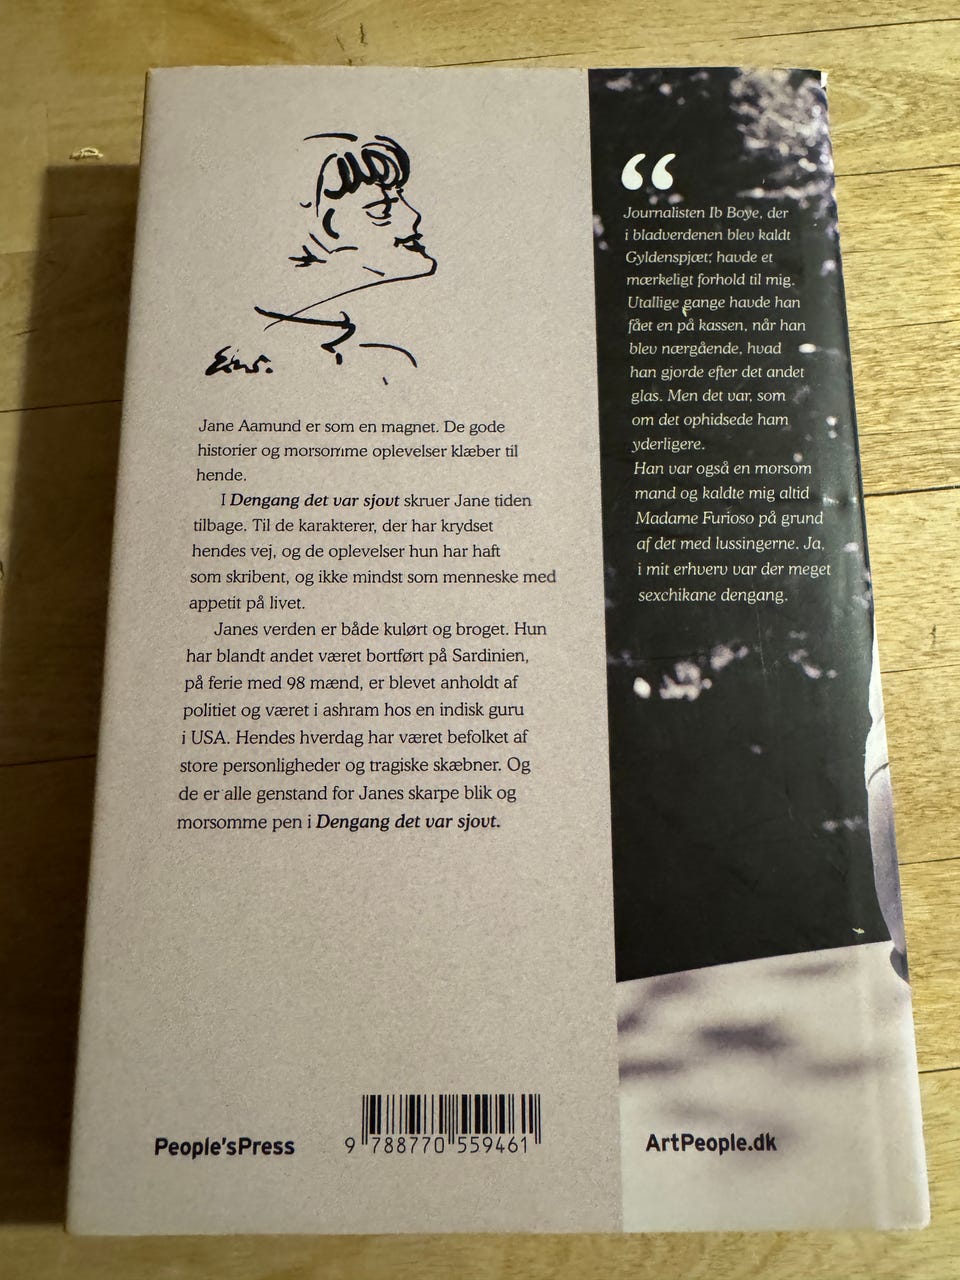 Jane Aamund er som en magnet. De gode
historier og morsomme oplevelser klæber til
hende.
I Dengang det var sjovt skruer Jane tiden
tilbage. Til de karakterer, der har krydset
hendes vej, og de oplevelser hun har haft
som skribent, og ikke mindst som menneske med
appetit på livet.
Janes verden er både kulørt og broget. Hun
har blandt andet været bortført på Sardinien,
på ferie med 98 mænd, er blevet anholdt af
politiet og været i ashram hos en indisk guru
i USA. Hendes hverdag har været befolket af
store personligheder og tragiske skæbner. Og
de er alle genstand for Janes skarpe blik og
morsomme pen i Dengang det var sjovt.
People'sPress
9 788770 559461
“
Journalisten Ib Boye, der
i bladverdenen blev kaldt
Gyldenspjæt, havde et
mærkeligt forhold til mig.
Utallige gange havde han
fået en på kassen, når han
blev nærgående, hvad
han gjorde efter det andet
glas. Men det var, som
om det ophidsede ham
yderligere.
Han var også en morsom
mand og kaldte mig altid
Madame Furioso på grund
af det med lussingerne. Ja,
i mit erhverv var der meget
sexchikane dengang.
ArtPeople.dk